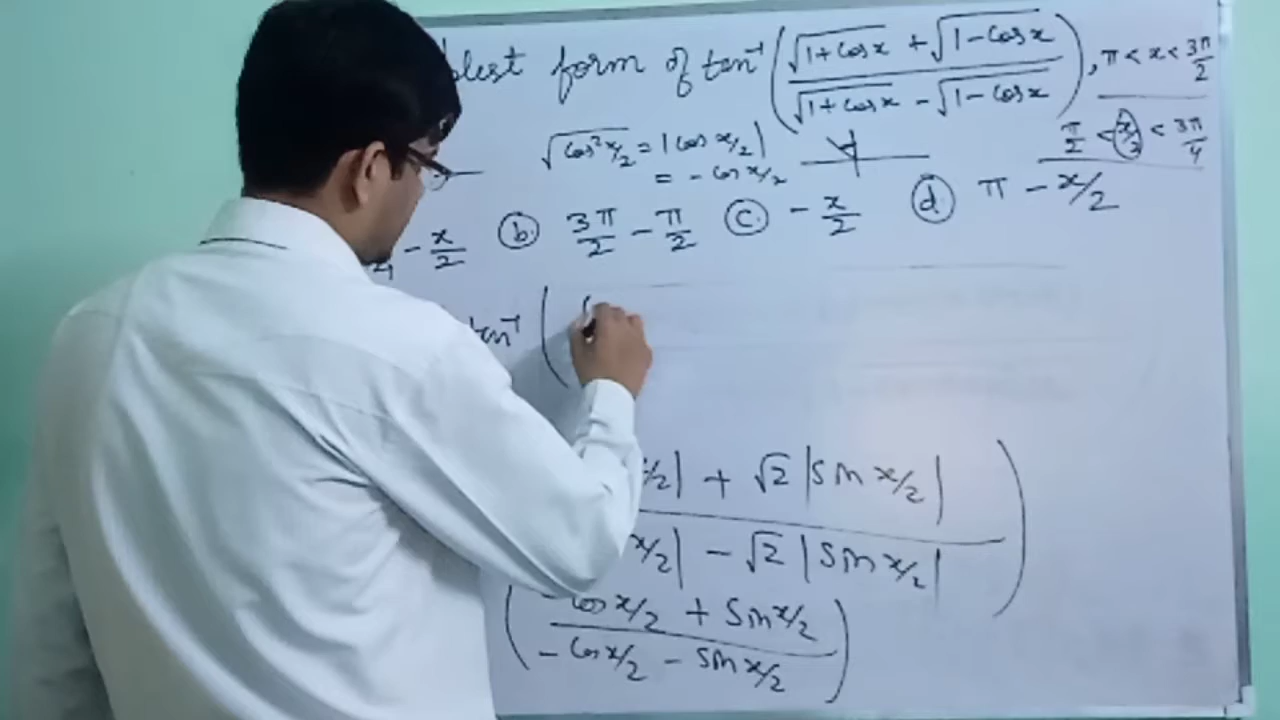 form of tan⁻¹ ( (√(1+cos x) + √(1-cos x)) / (√(1+cos x) - √(1-cos x)) ), π < x < 3π/2
√(cos² x/2) = |cos x/2|
π/2 < x/2 < 3π/4
= - cos x/2
- x/2 (b.) 3π/2 - π/2 (c.) - x/2 (d.) π - x/2
tan⁻¹ (
x/2| + √2 |sin x/2|
x/2| - √2 |sin x/2| )
( - cos x/2 + sin x/2
- cos x/2 - sin x/2 )